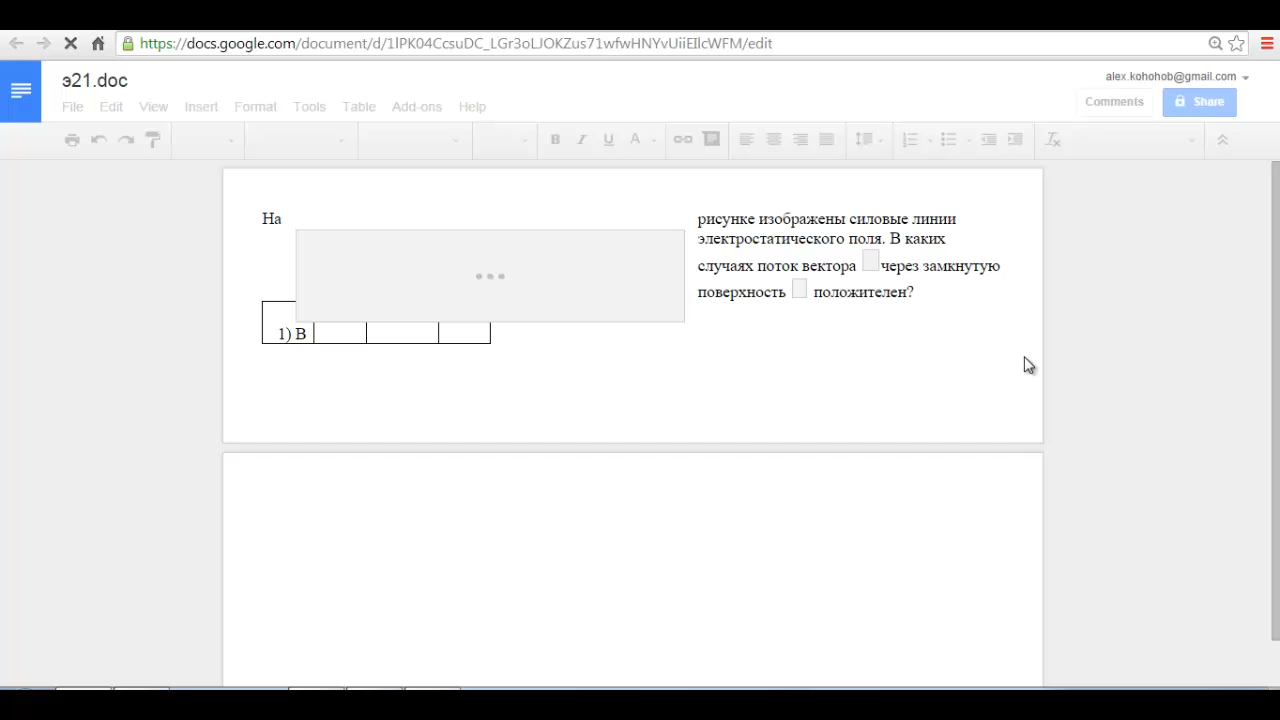 https://docs.google.com/document/d/1lPK04CcsuDC_LGr3oLJOKZus71wfwHNYvUiiEIlcWFM/edit
э21.doc
alex.kohohob@gmail.com
File Edit View Insert Format Tools Table Add-ons Help
Comments
Share
B I U A
На
рисунке изображены силовые линии
электростатического поля. В каких
случаях поток вектора через замкнутую
поверхность положителен?
1) В